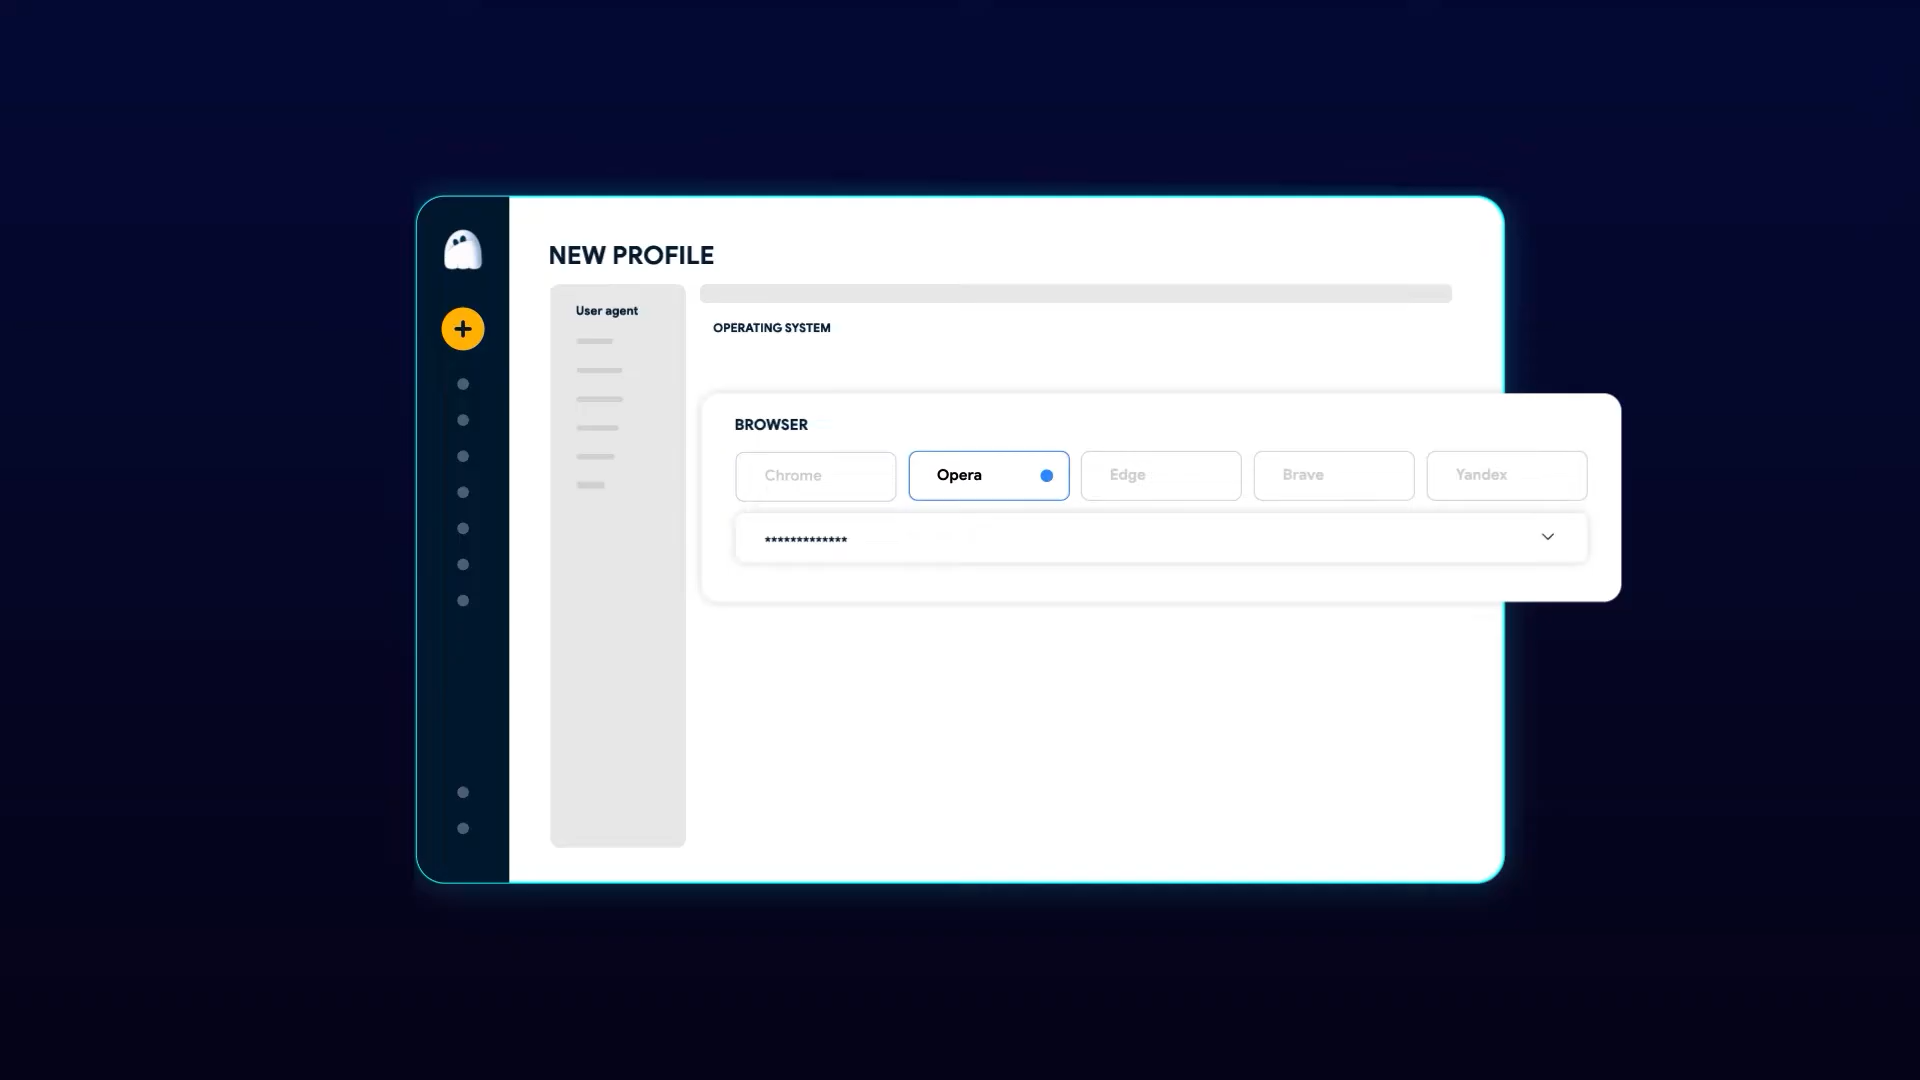 NEW PROFILE
User agent
OPERATING SYSTEM
BROWSER
Chrome
Opera
Edge
Brave
Yandex
*************